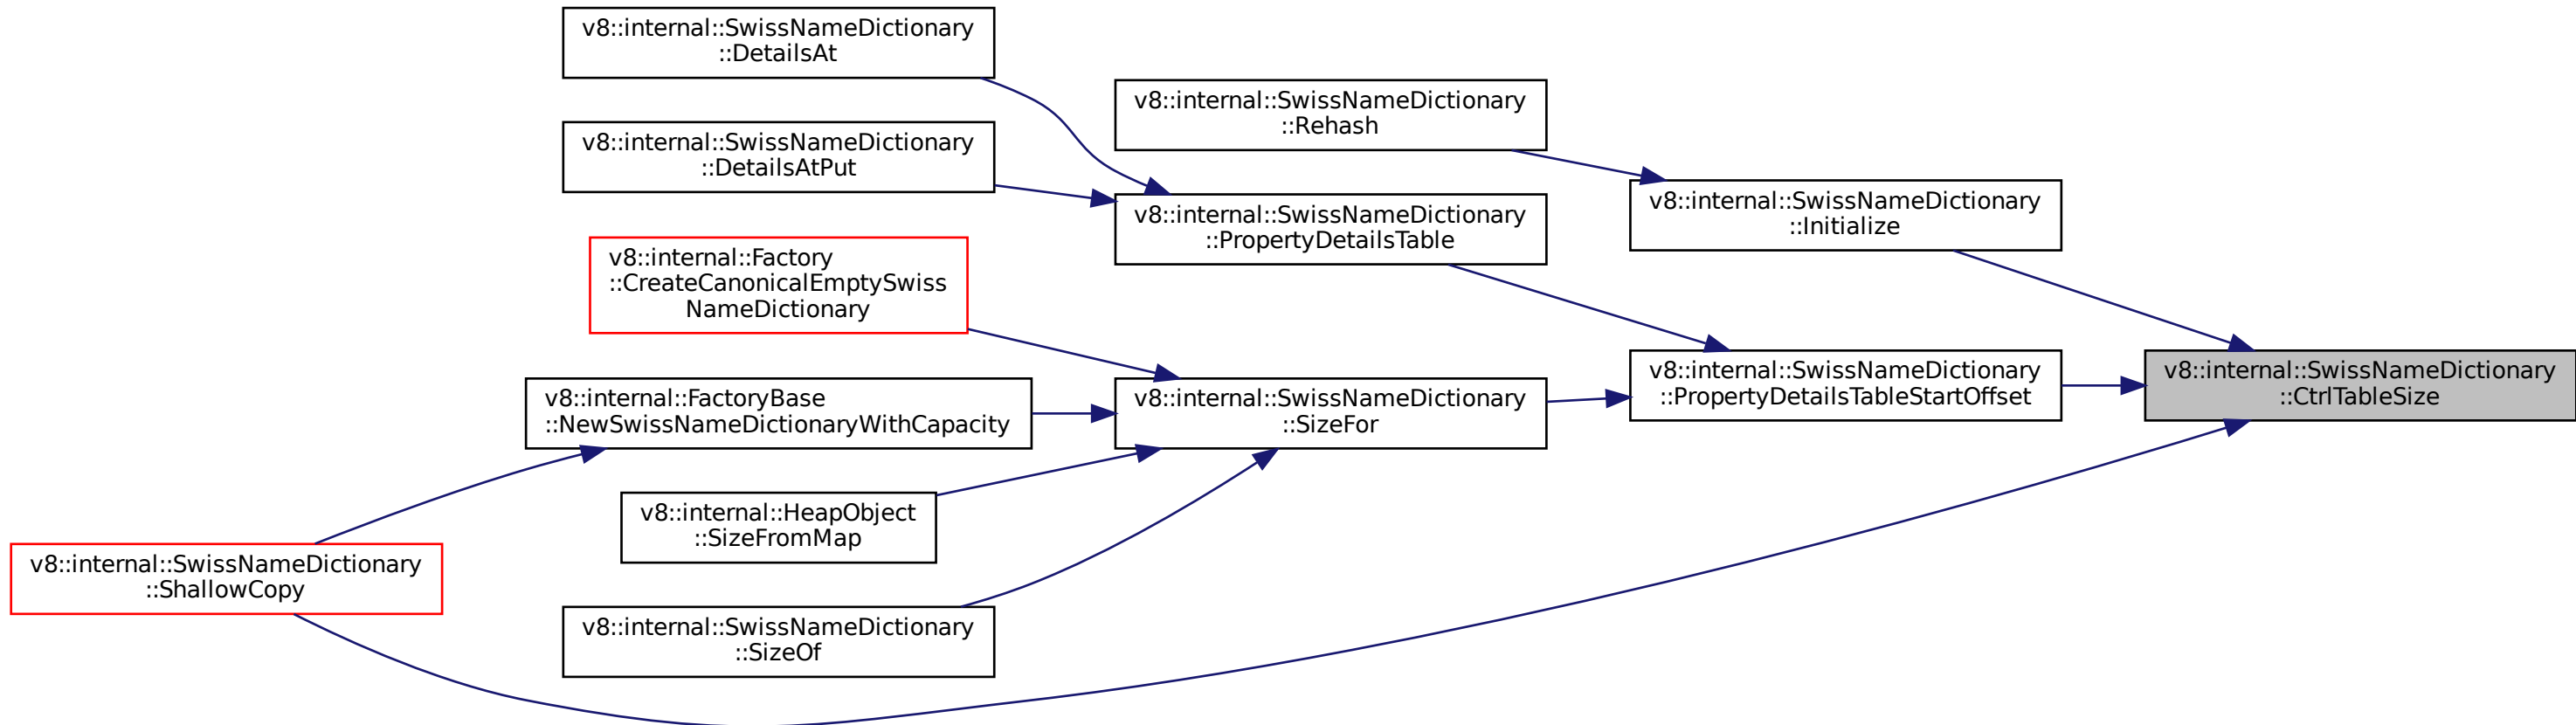 v8::internal::SwissNameDictionary
::DetailsAt
v8::internal::SwissNameDictionary
::DetailsAtPut
v8::internal::Factory
::CreateCanonicalEmptySwiss
NameDictionary
v8::internal::FactoryBase
::NewSwissNameDictionaryWithCapacity
v8::internal::HeapObject
::SizeFromMap
v8::internal::SwissNameDictionary
::SizeOf
v8::internal::SwissNameDictionary
::ShallowCopy
v8::internal::SwissNameDictionary
::Rehash
v8::internal::SwissNameDictionary
::PropertyDetailsTable
v8::internal::SwissNameDictionary
::SizeFor
v8::internal::SwissNameDictionary
::Initialize
v8::internal::SwissNameDictionary
::PropertyDetailsTableStartOffset
v8::internal::SwissNameDictionary
::CtrlTableSize